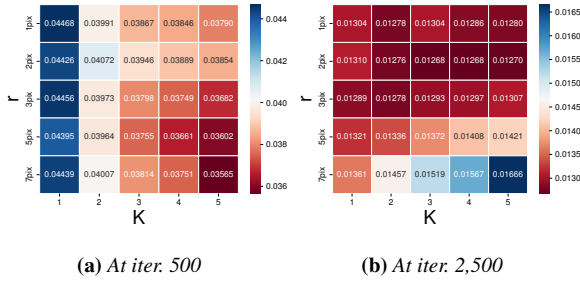 1pix 0.04468 0.03991 0.03867 0.03846 0.03790
2pix 0.04426 0.04072 0.03946 0.03889 0.03854
3pix 0.04456 0.03973 0.03798 0.03749 0.03682
5pix 0.04395 0.03964 0.03755 0.03661 0.03602
7pix 0.04439 0.04007 0.03814 0.03751 0.03565
1 2 3 4 5
r
K
0.044
0.042
0.040
0.038
0.036
(a) At iter. 500
1pix 0.01304 0.01278 0.01304 0.01286 0.01280
2pix 0.01310 0.01276 0.01268 0.01268 0.01270
3pix 0.01289 0.01278 0.01293 0.01297 0.01307
5pix 0.01321 0.01336 0.01372 0.01408 0.01421
7pix 0.01361 0.01457 0.01519 0.01567 0.01666
1 2 3 4 5
r
K
0.0165
0.0160
0.0155
0.0150
0.0145
0.0140
0.0135
0.0130
(b) At iter. 2,500